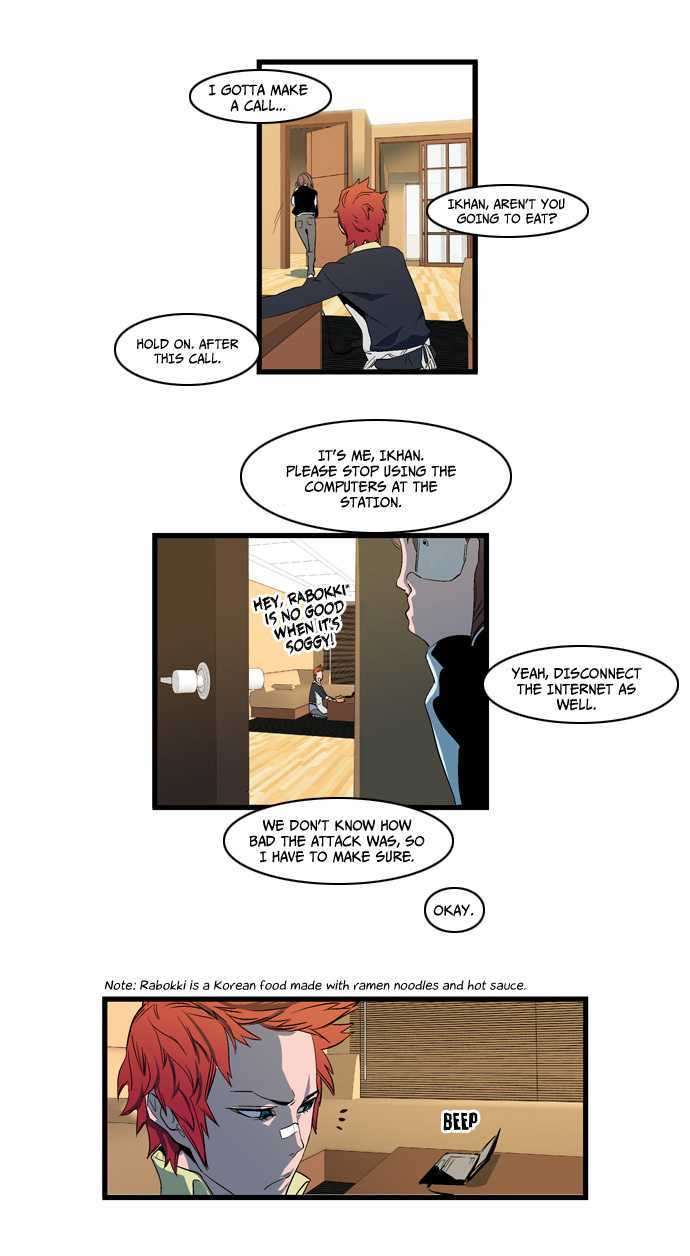 I GOTTA MAKE
A CALL...
IKHAN, AREN'T YOU
GOING TO EAT?
HOLD ON. AFTER
THIS CALL.
IT'S ME, IKHAN.
PLEASE STOP USING THE
COMPUTERS AT THE
STATION.
HEY, RABOKKI*
IS NO GOOD
WHEN IT'S
SOGGY!
YEAH, DISCONNECT
THE INTERNET AS
WELL.
WE DON'T KNOW HOW
BAD THE ATTACK WAS, SO
I HAVE TO MAKE SURE.
OKAY.
Note: Rabokki is a Korean food made with ramen noodles and hot sauce.
BEEP